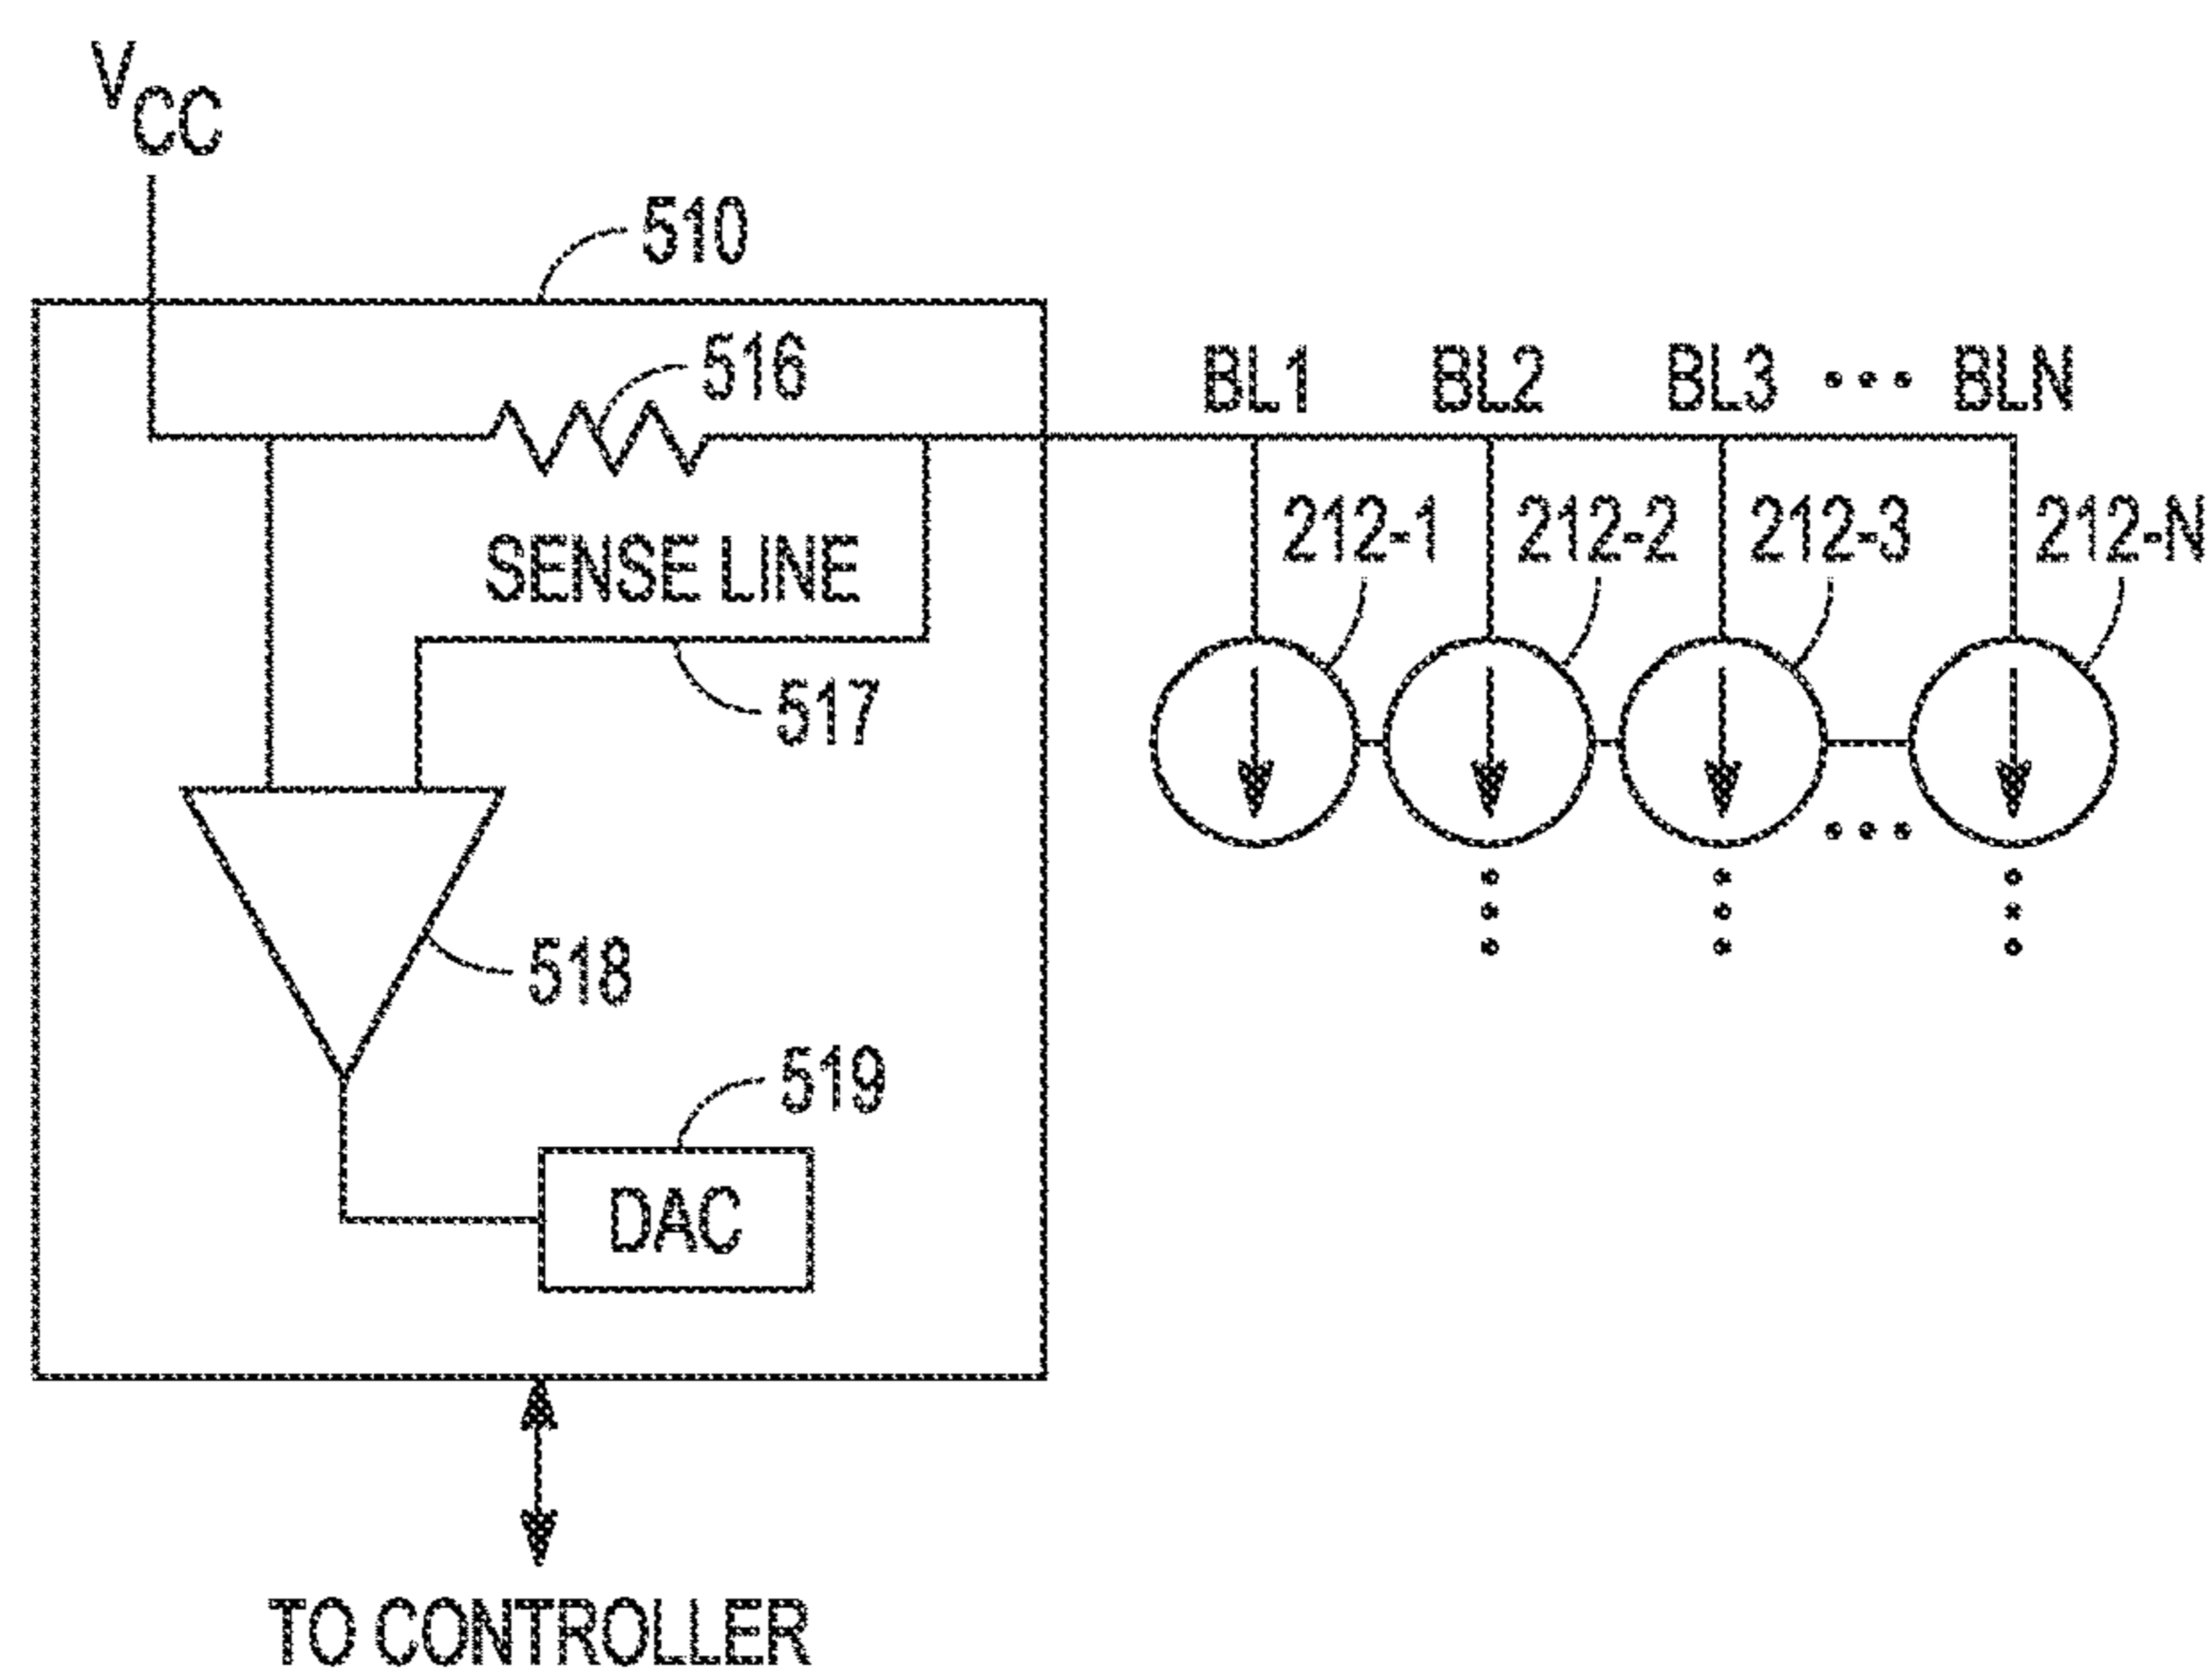 VCC
510
516
BL1 BL2 BL3 ••• BLN
212-1 212-2 212-3 212-N
SENSE LINE
517
518
519
DAC
TO CONTROLLER